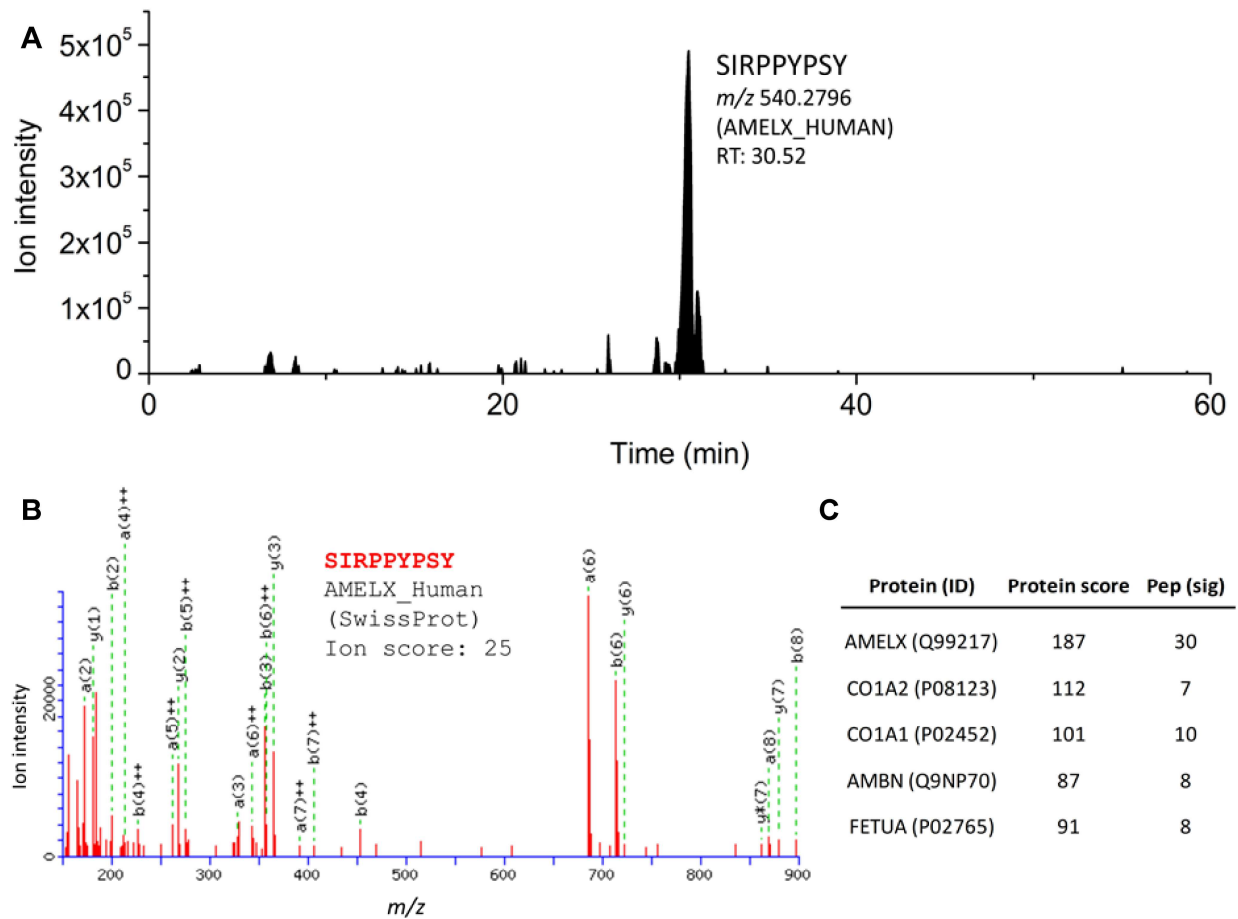 A
Ion intensity
5x10⁵
4x10⁵
3x10⁵
2x10⁵
1x10⁵
0
SIRPPYPSY
m/z 540.2796
(AMELX_HUMAN)
RT: 30.52
0 20 40 60
Time (min)
B
Ion intensity
20000
0
SIRPPYPSY
AMELX_Human
(SwissProt)
Ion score: 25
a(2)
y(1)
b(2)
a(4)++
b(4)++
a(5)++
y(2)
b(5)++
a(3)
a(6)++
b(3)
b(6)++
y(3)
a(7)++
b(7)++
b(4)
a(6)
b(6)
y(6)
y*(7)
a(8)
y(7)
b(8)
200 300 400 500 600 700 800 900
m/z
C
Protein (ID) Protein score Pep (sig)
AMELX (Q99217) 187 30
CO1A2 (P08123) 112 7
CO1A1 (P02452) 101 10
AMBN (Q9NP70) 87 8
FETUA (P02765) 91 8